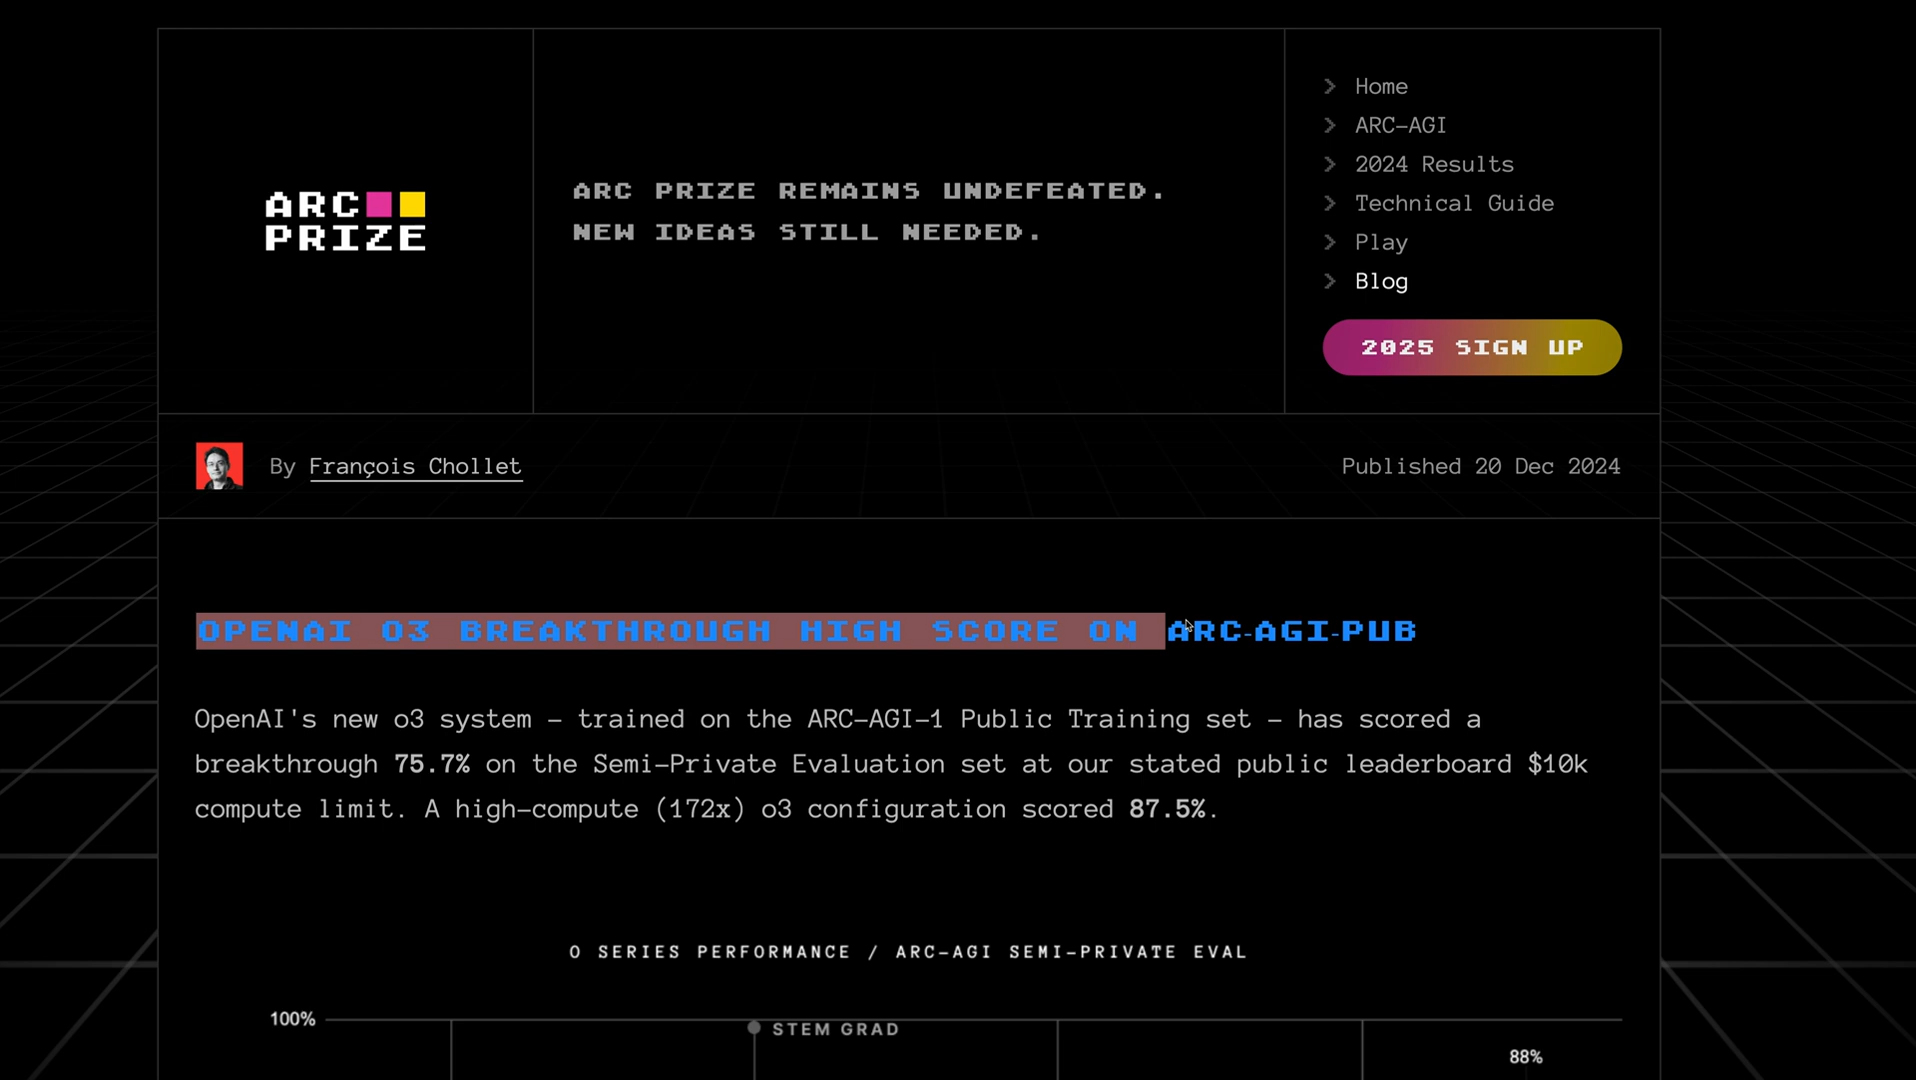 ARC
PRIZE
ARC PRIZE REMAINS UNDEFEATED.
NEW IDEAS STILL NEEDED.
Home
ARC-AGI
2024 Results
Technical Guide
Play
Blog
2025 SIGN UP
By François Chollet
Published 20 Dec 2024
OPENAI O3 BREAKTHROUGH HIGH SCORE ON ARC-AGI-PUB
OpenAI's new o3 system – trained on the ARC-AGI-1 Public Training set – has scored a
breakthrough 75.7% on the Semi-Private Evaluation set at our stated public leaderboard $10k
compute limit. A high-compute (172x) o3 configuration scored 87.5%.
O SERIES PERFORMANCE / ARC-AGI SEMI-PRIVATE EVAL
100%
STEM GRAD
88%